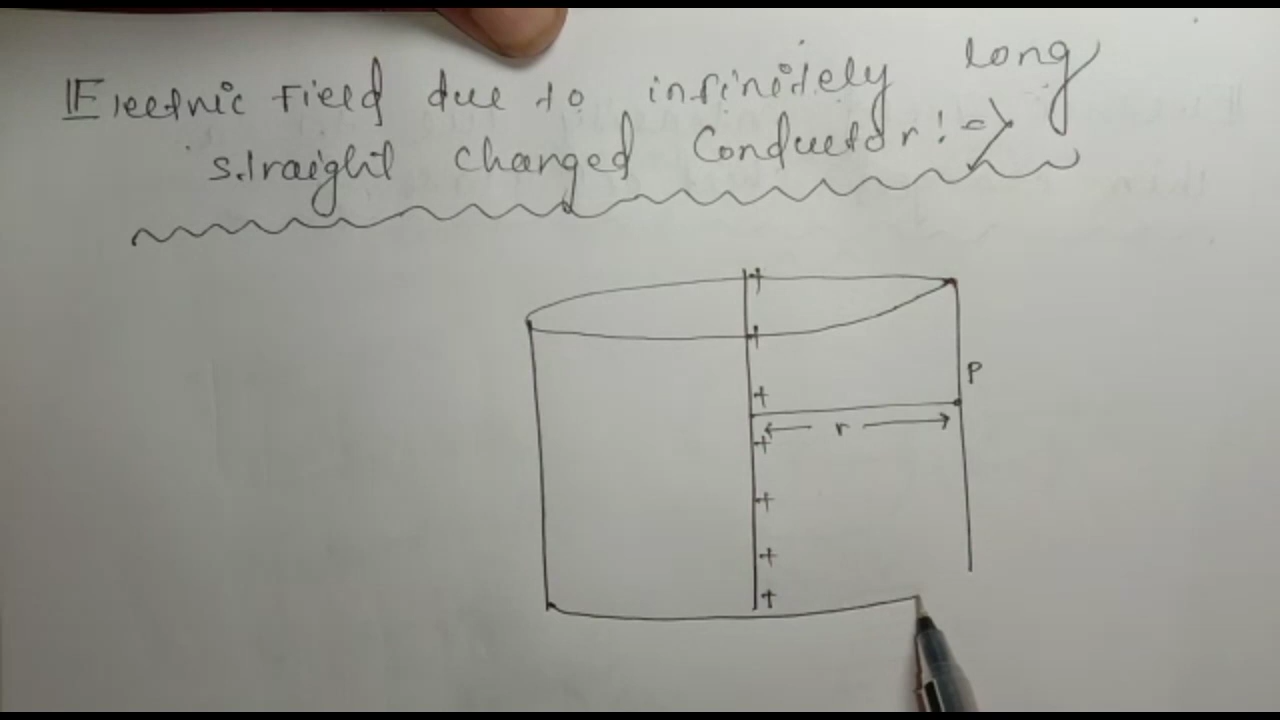 Electric Field due to infinitely long
straight charged Conductor :⇒
+
+
P
+
← r →
+
+
+
+